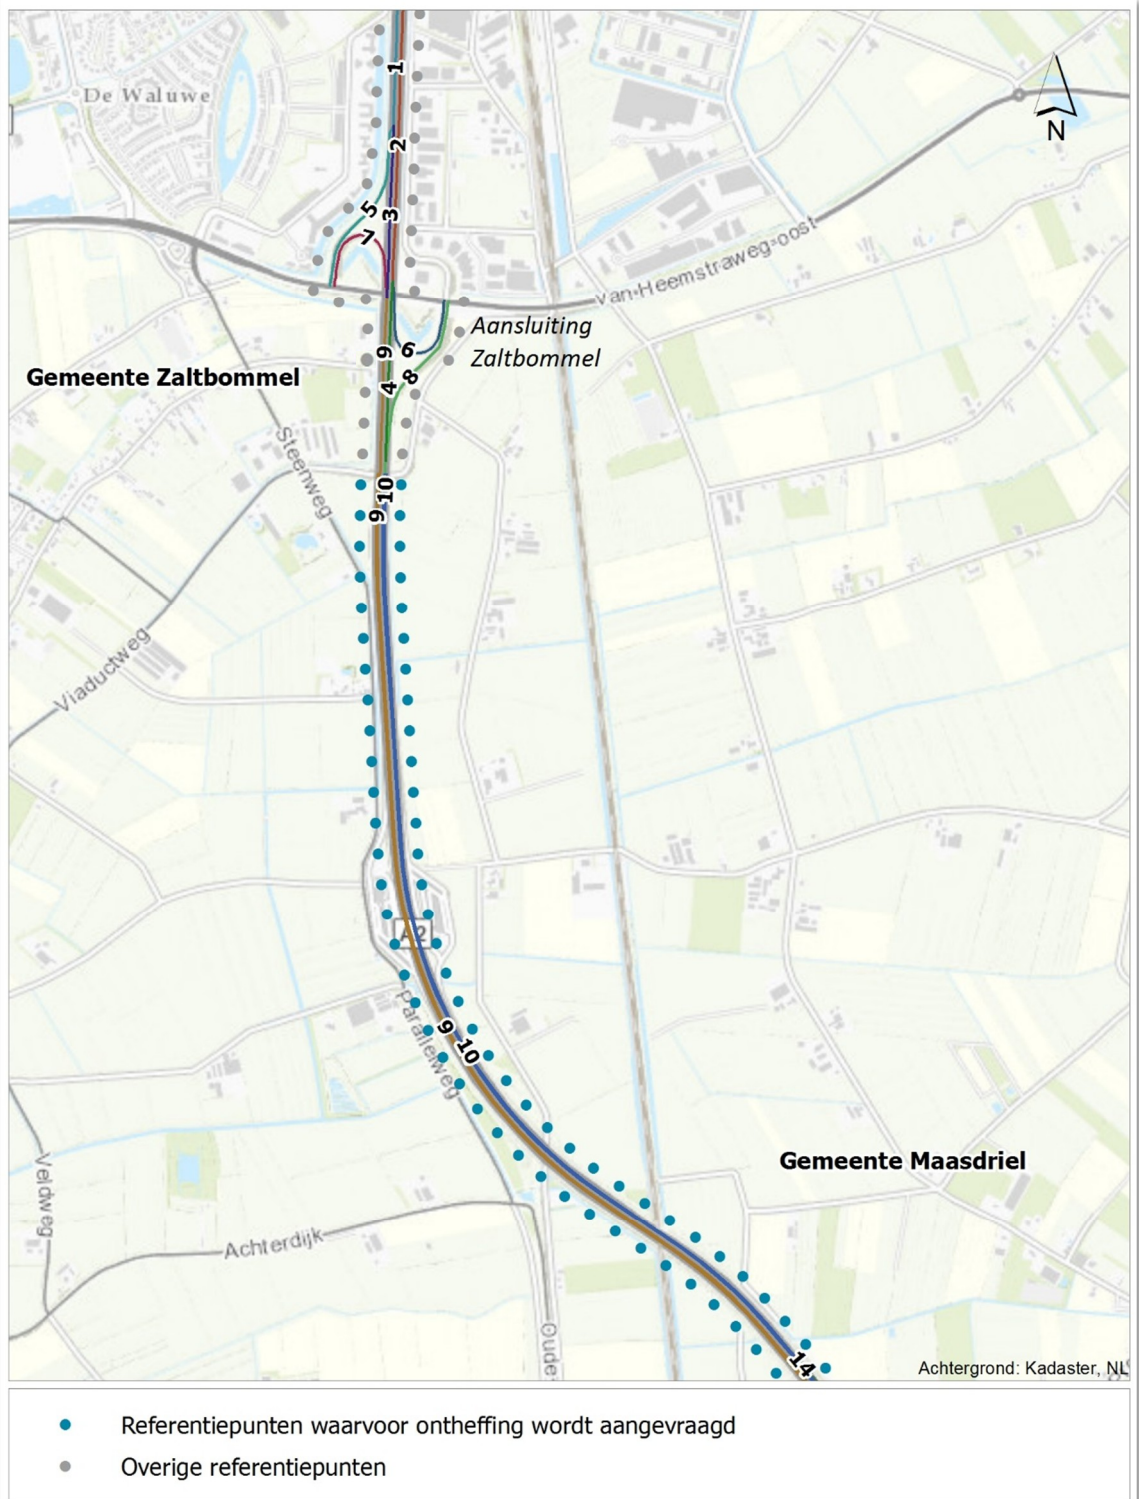 1
De Waluwe
N
2
5
3
7
Van-Heemstraweg-oost
Aansluiting
Zaltbommel
9
6
Gemeente Zaltbommel
4
8
Steenweg
10
9
Viaductweg
A2
Parallelweg
9
10
Gemeente Maasdriel
Veldweg
Achterdijk
Oude
14
Achtergrond: Kadaster, NL
Referentiepunten waarvoor ontheffing wordt aangevraagd
Overige referentiepunten